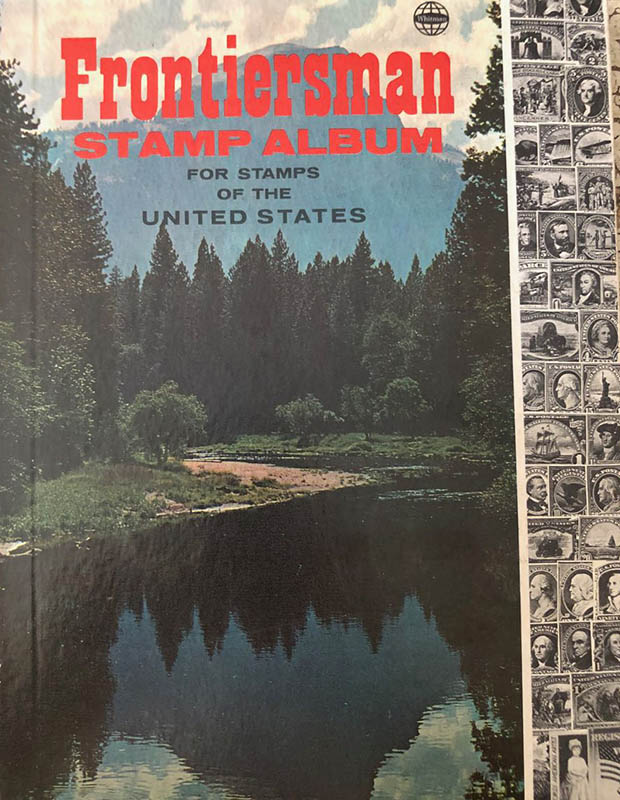 Whitman
Frontiersman
STAMP ALBUM
FOR STAMPS
OF THE
UNITED STATES